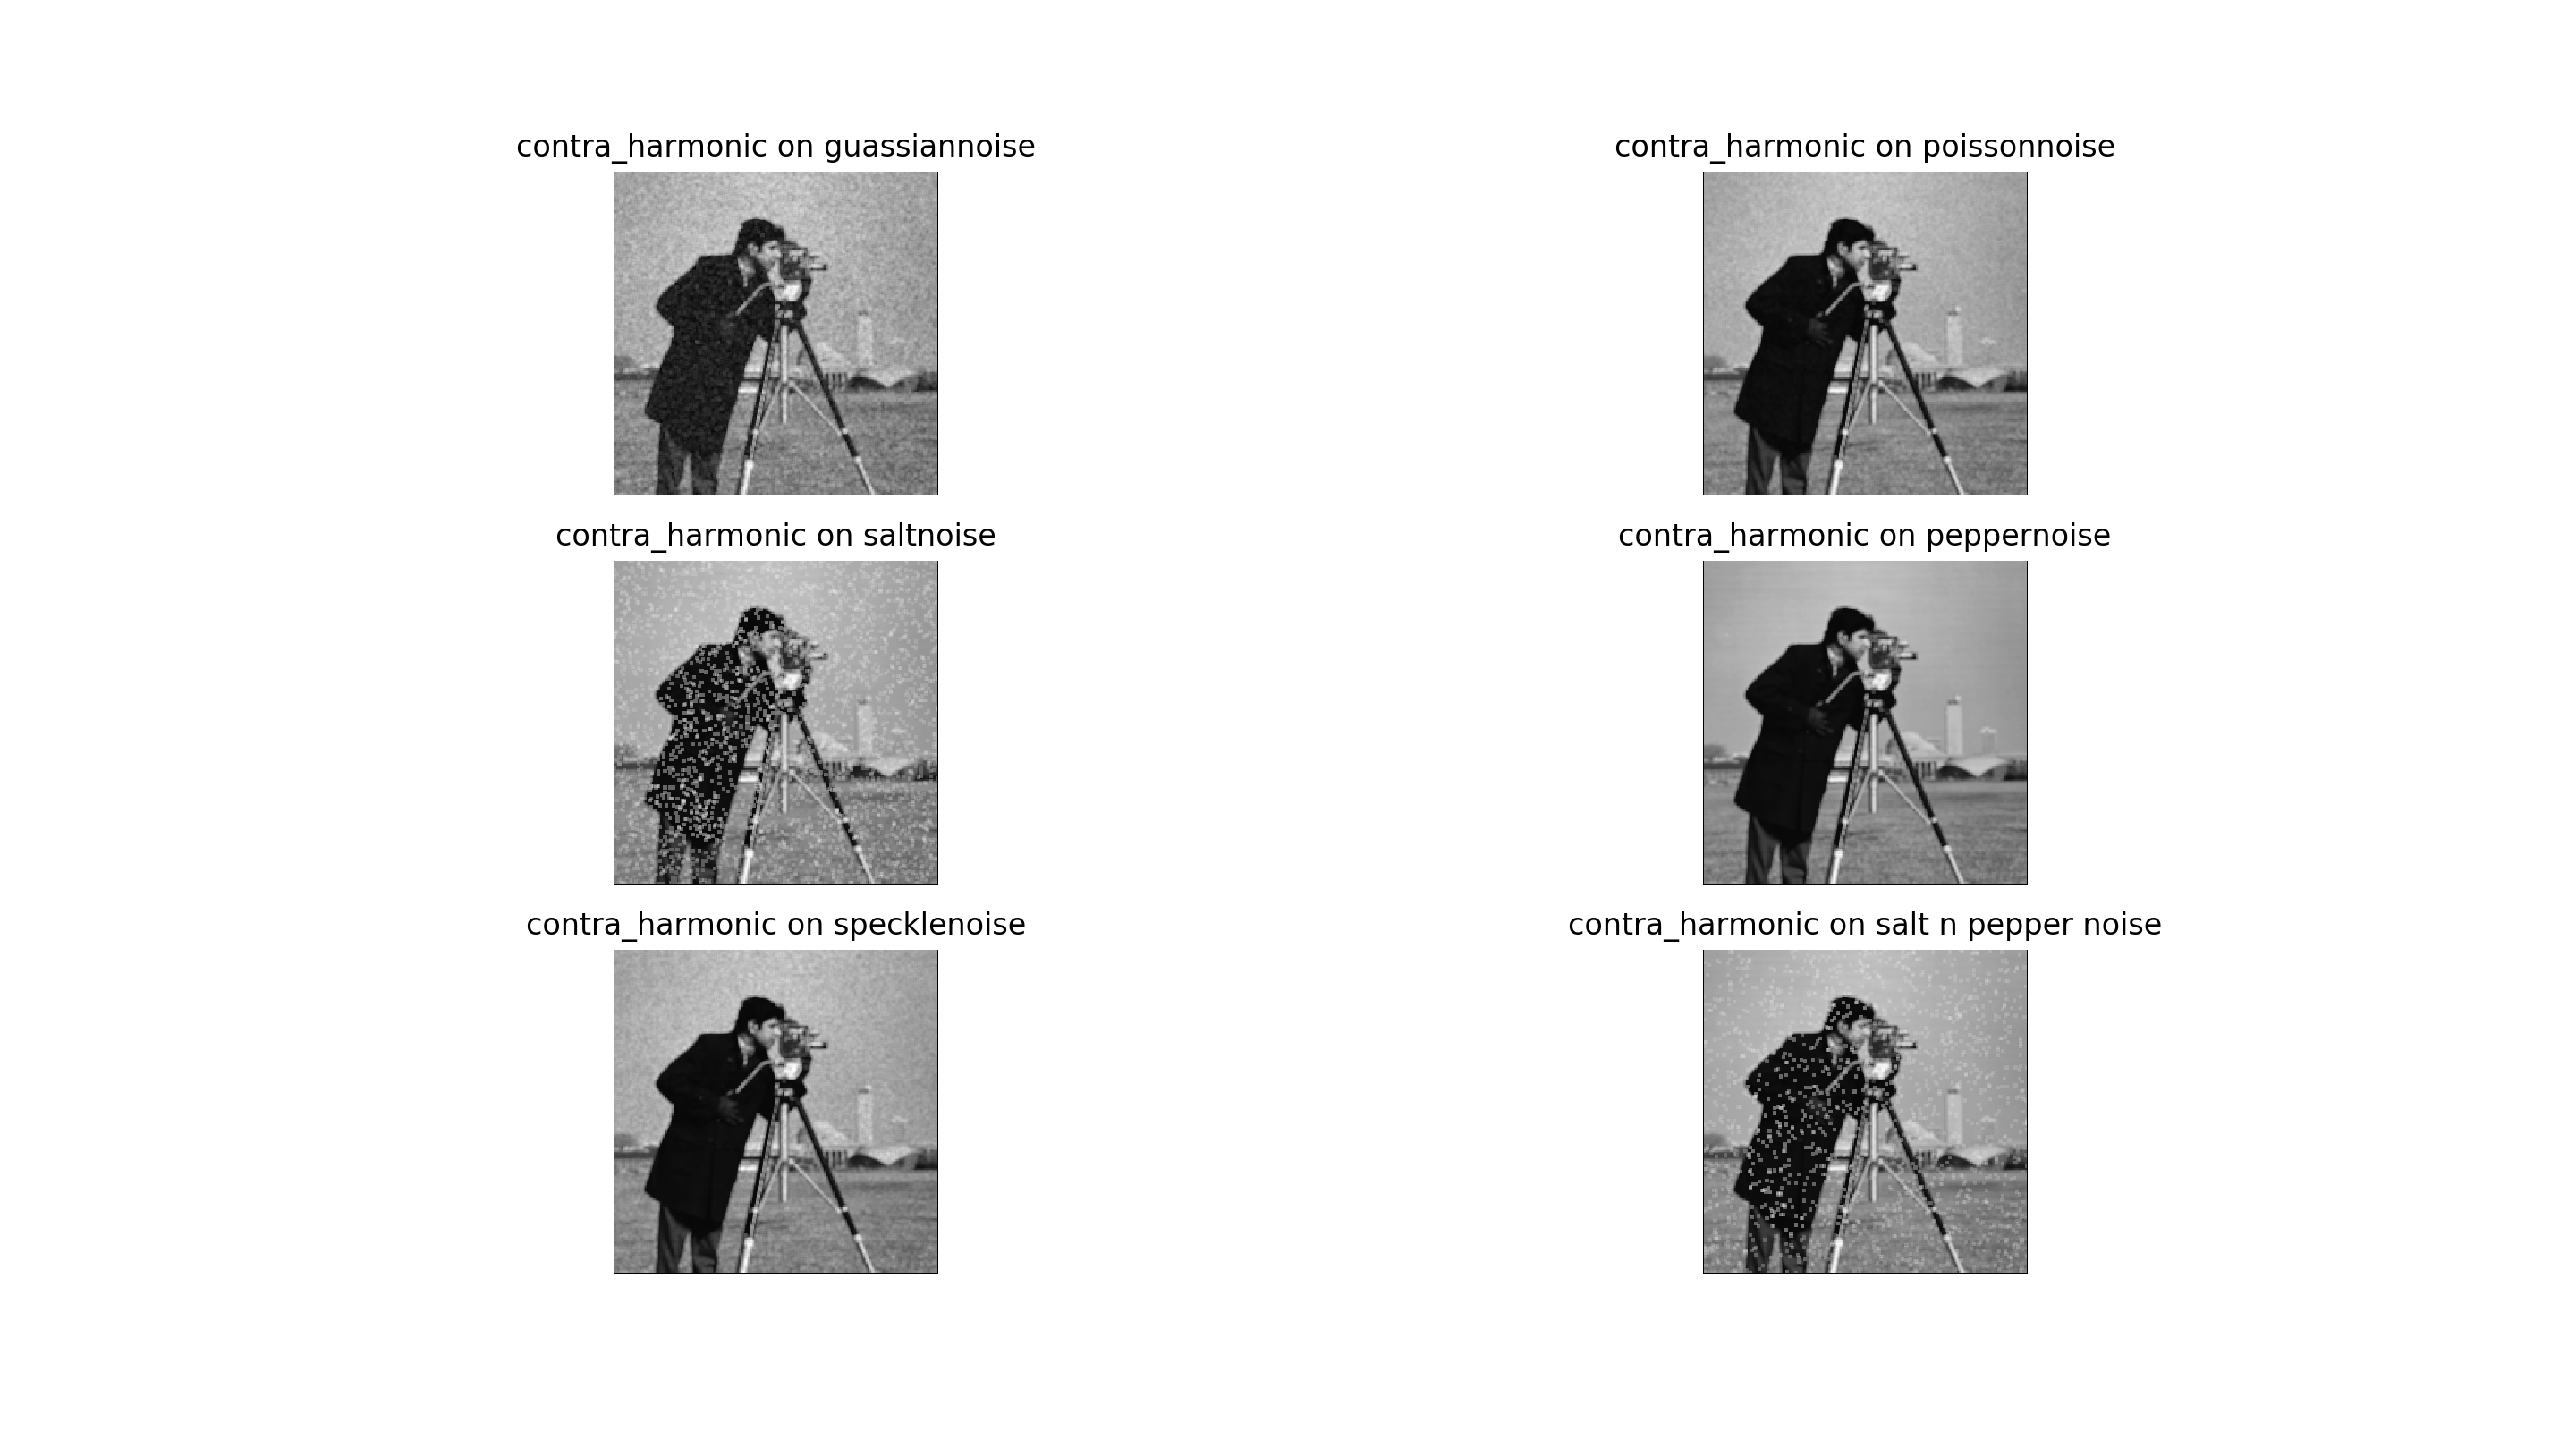 contra_harmonic on guassiannoise
contra_harmonic on poissonnoise
contra_harmonic on saltnoise
contra_harmonic on peppernoise
contra_harmonic on specklenoise
contra_harmonic on salt n pepper noise